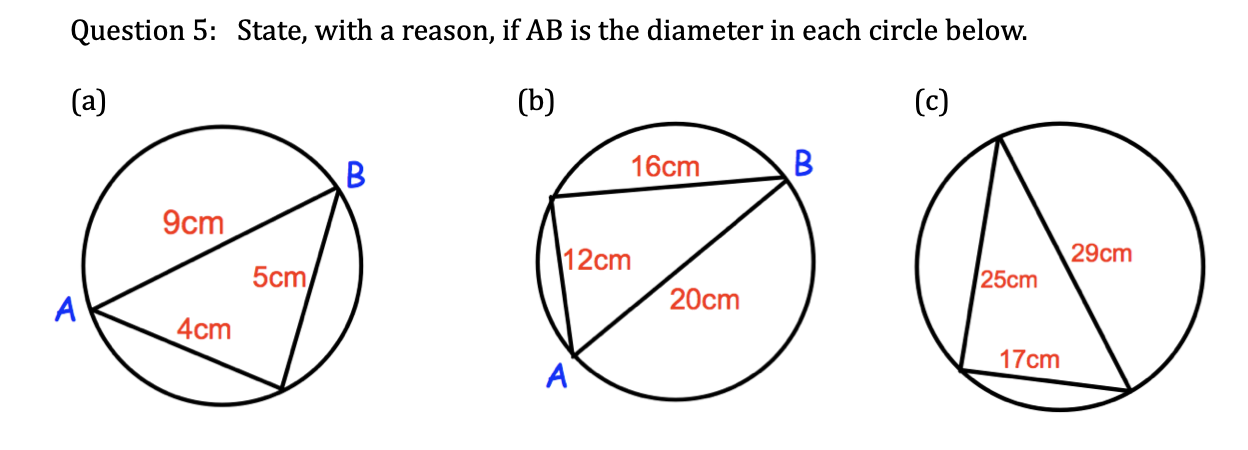 Question 5: State, with a reason, if AB is the diameter in each circle below.
(a)
(b)
(c)
B
9cm
5cm
A
4cm
16cm
B
12cm
20cm
A
29cm
25cm
17cm